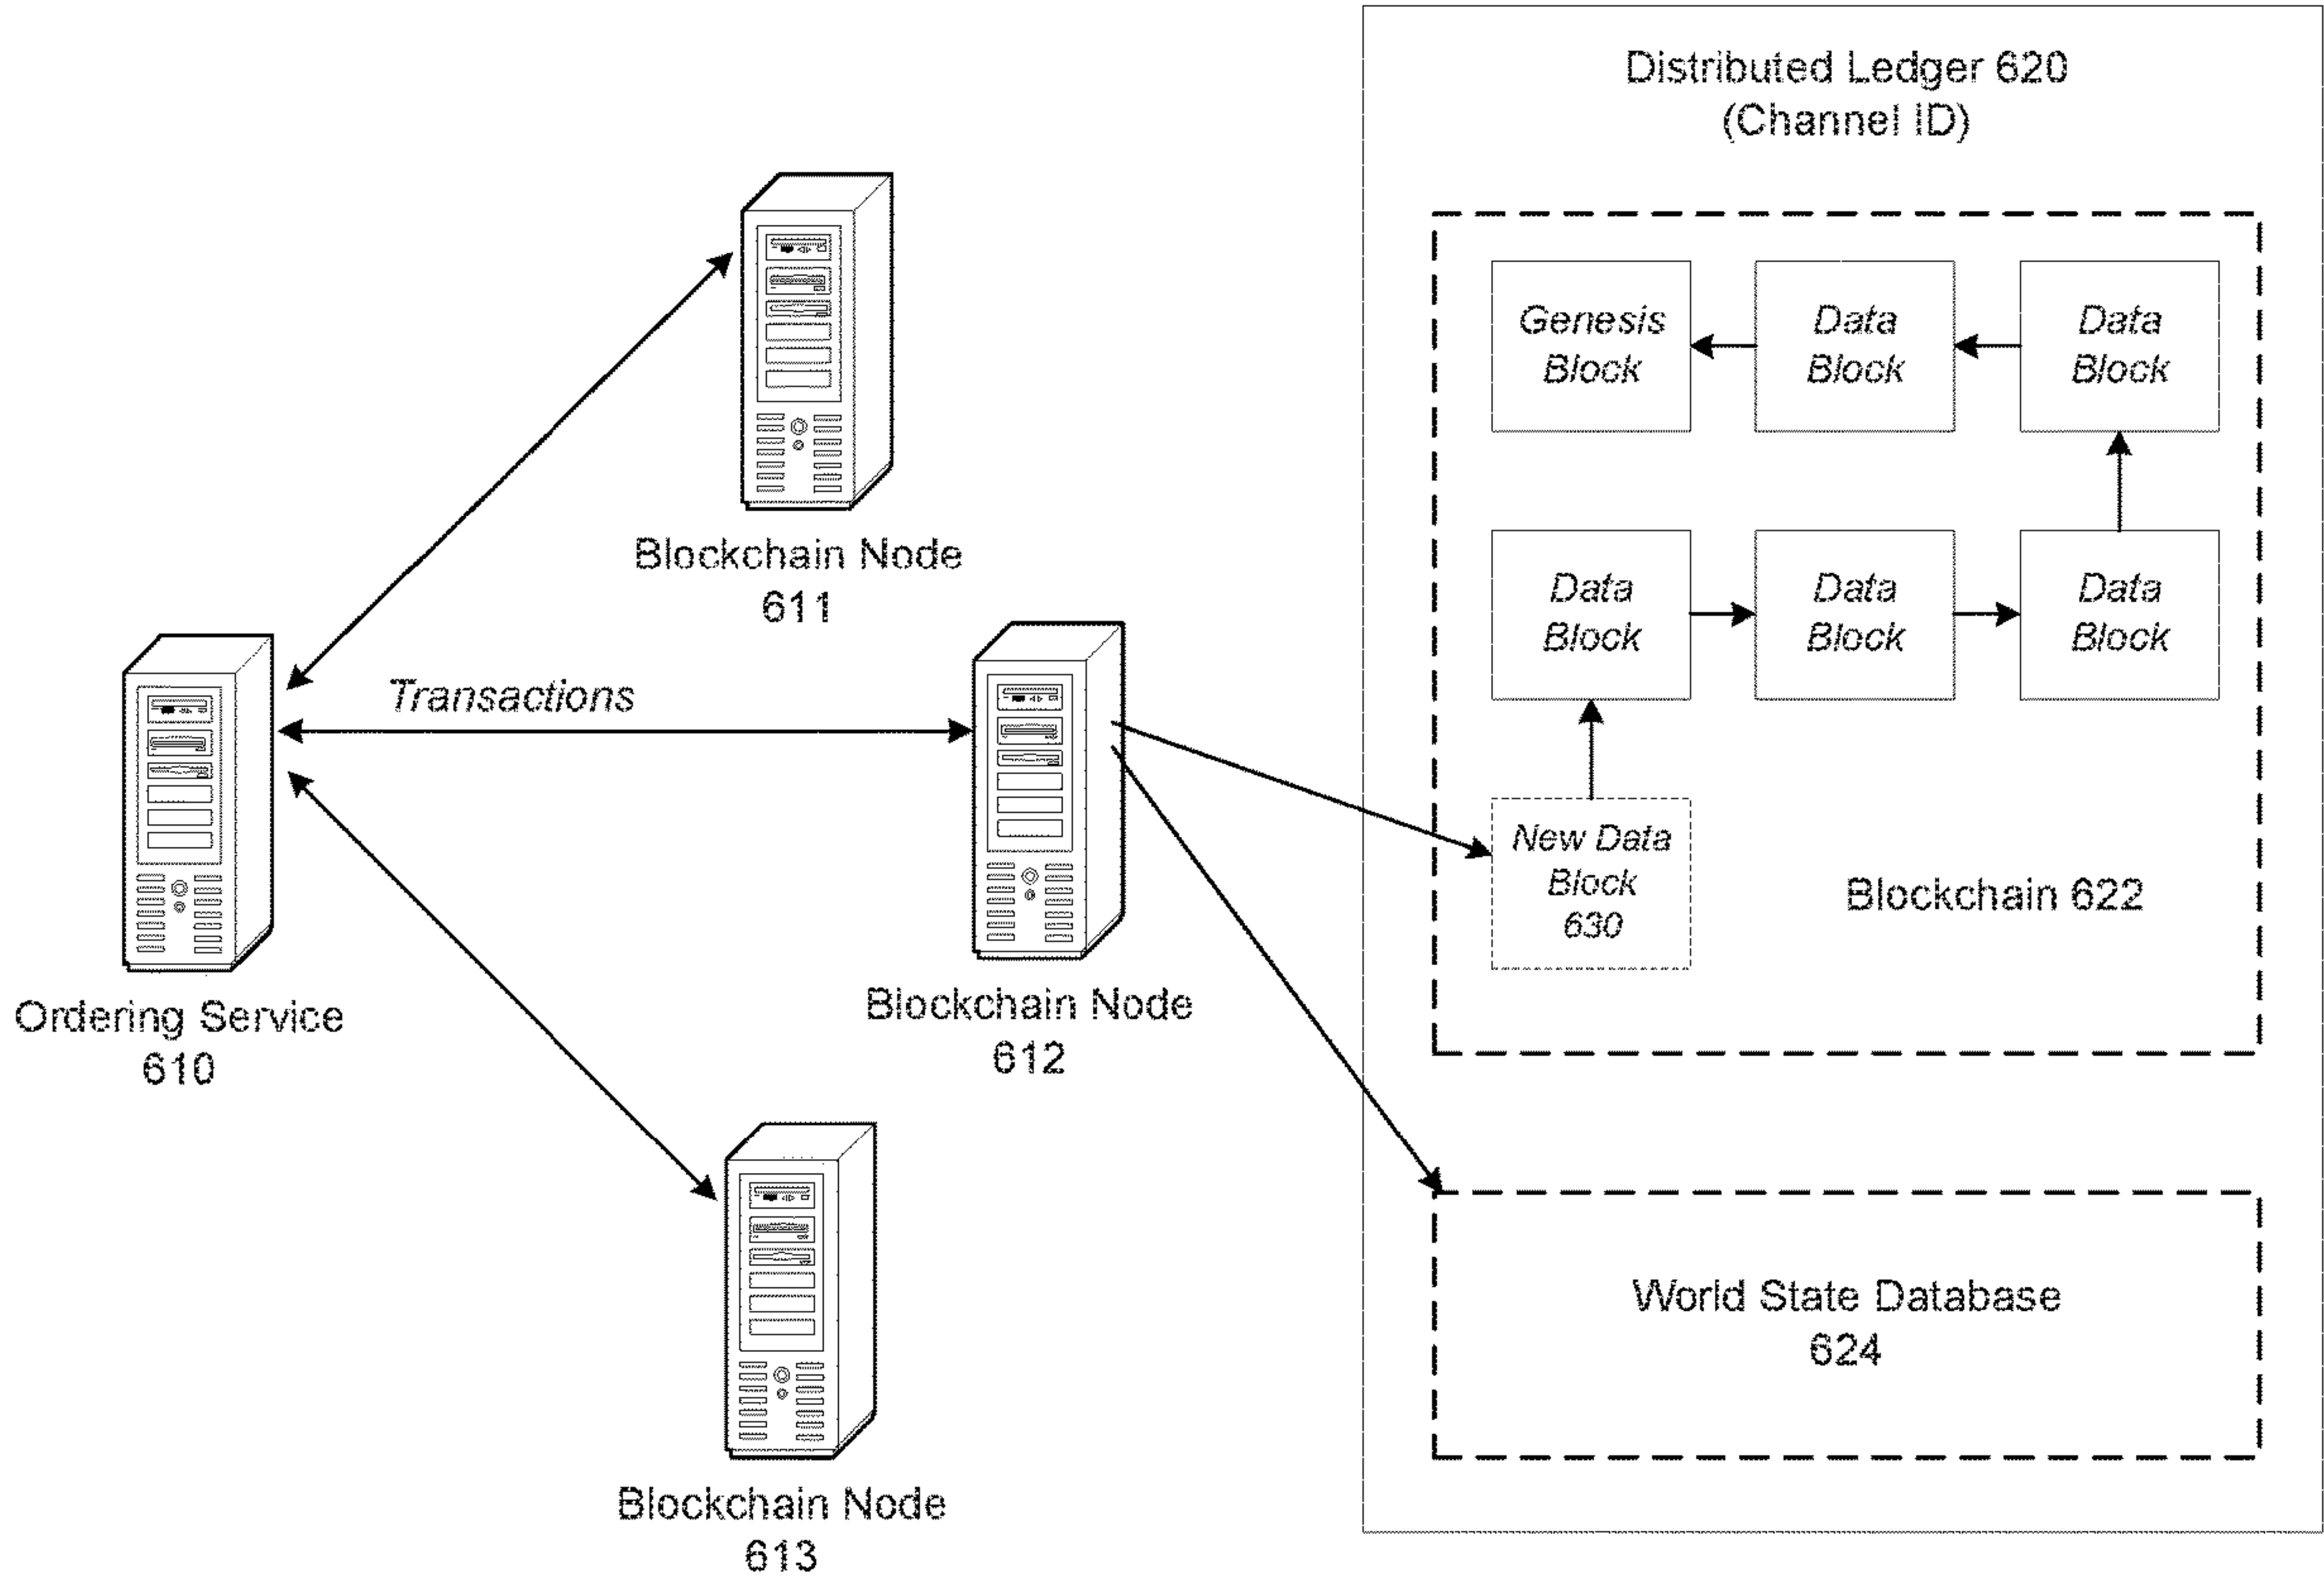 Distributed Ledger 620
(Channel ID)
Genesis
Block
Data
Block
Data
Block
Blockchain Node
611
Data
Block
Data
Block
Data
Block
Transactions
New Data
Block
630
Blockchain 622
Ordering Service
610
Blockchain Node
612
World State Database
624
Blockchain Node
613